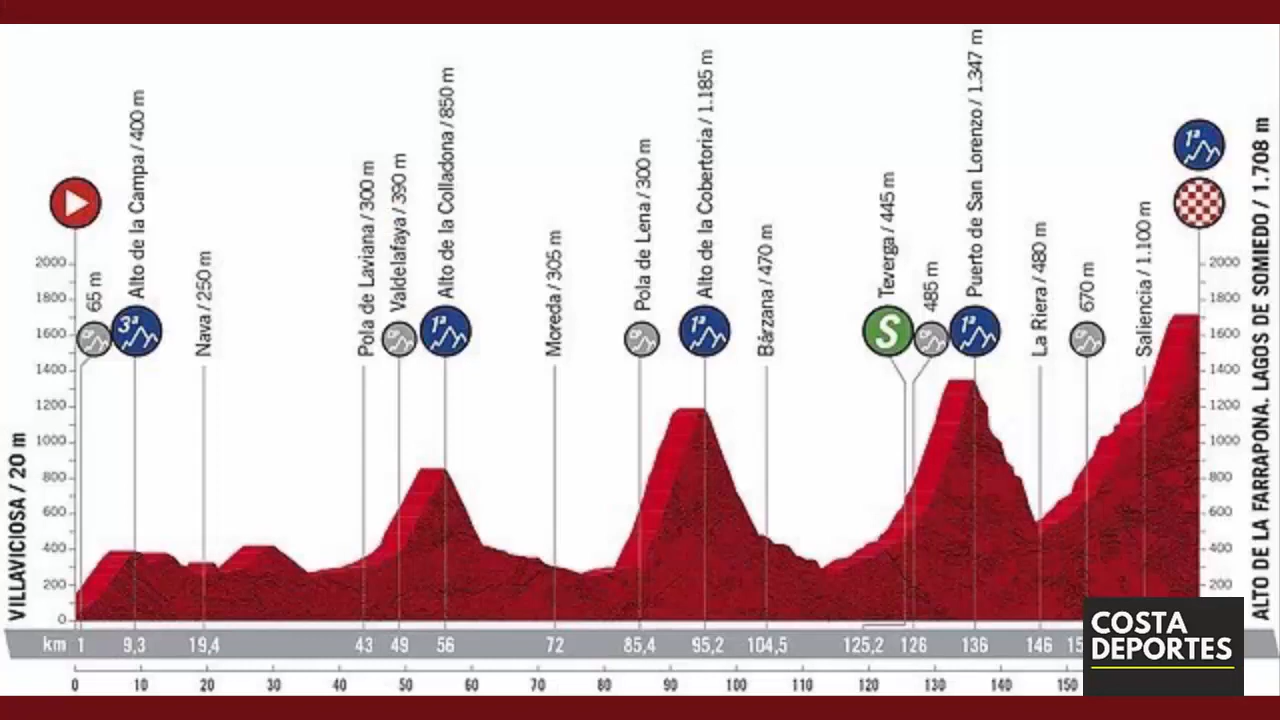 VILLAVICIOSA / 20 m
65 m
3ª
Alto de la Campa / 400 m
Nava / 250 m
Pola de Laviana / 300 m
Valdelafaya / 390 m
1ª
Alto de la Colladona / 850 m
Moreda / 305 m
Pola de Lena / 300 m
1ª
Alto de la Cobertoria / 1.185 m
Bárzana / 470 m
S
Teverga / 445 m
485 m
1ª
Puerto de San Lorenzo / 1.347 m
La Riera / 480 m
670 m
Saliencia / 1.100 m
1ª
ALTO DE LA FARRAPONA. LAGOS DE SOMIEDO / 1.708 m
2000
1800
1600
1400
1200
1000
800
600
400
200
0
2000
1800
1600
1400
1200
1000
800
600
400
200
km 1 9,3 19,4 43 49 56 72 85,4 95,2 104,5 125,2 126 136 146
0 10 20 30 40 50 60 70 80 90 100 110 120 130 140 150
COSTA
DEPORTES